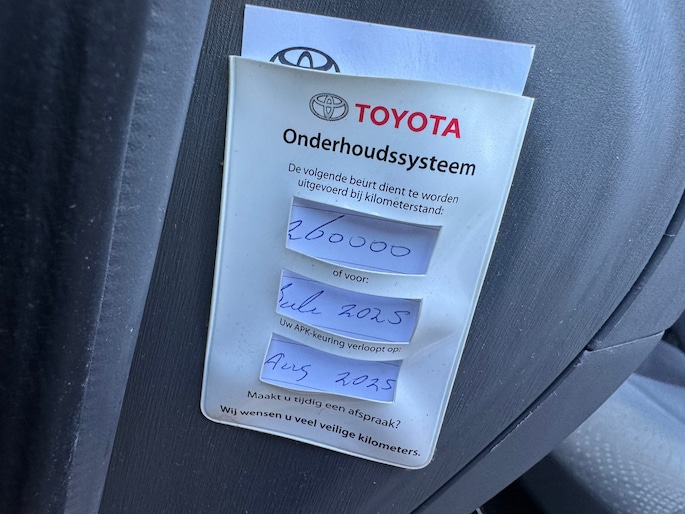 TOYOTA
Onderhoudssysteem
De volgende beurt dient te worden
uitgevoerd bij kilometerstand:
260000
of voor:
Juli 2025
Uw APK-keuring verloopt op:
Aug 2025
Maakt u tijdig een afspraak?
Wij wensen u veel veilige kilometers.